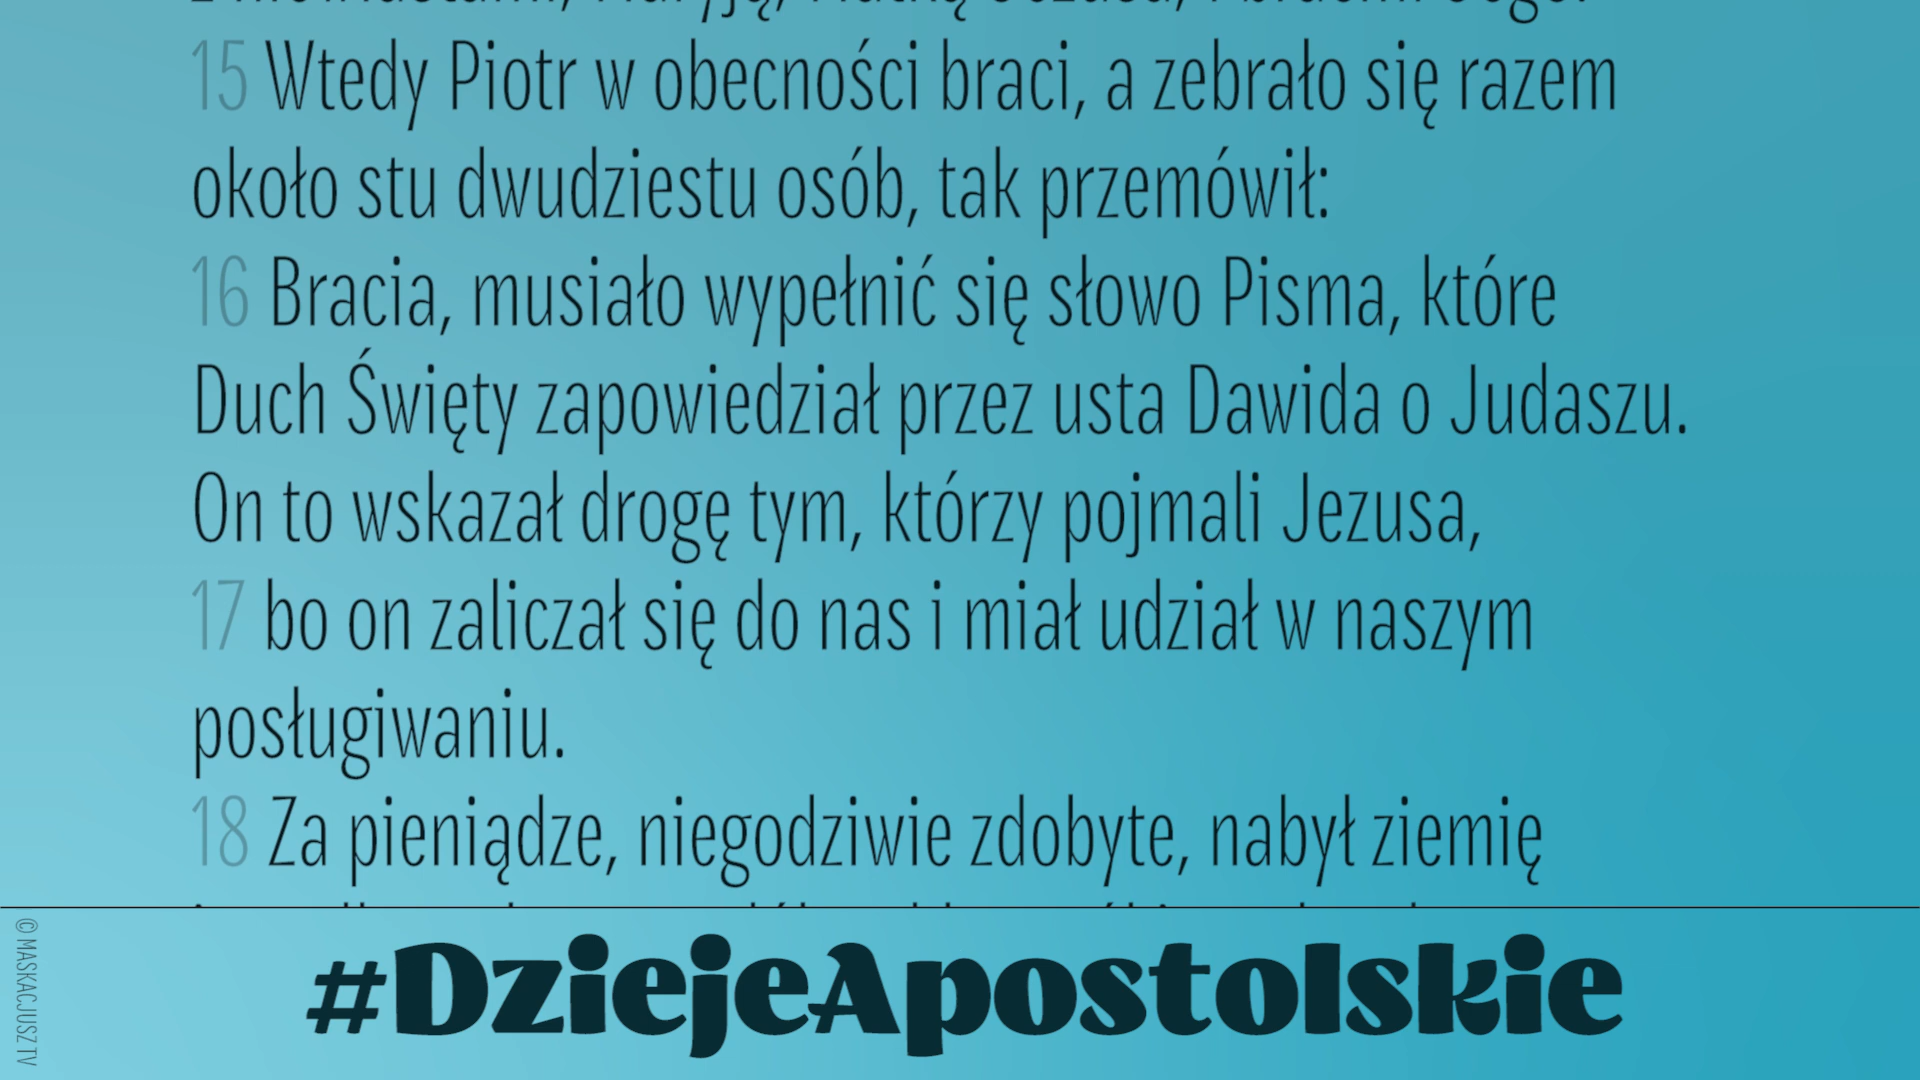 15 Wtedy Piotr w obecności braci, a zebrało się razem
około stu dwudziestu osób, tak przemówił:
16 Bracia, musiało wypełnić się słowo Pisma, które
Duch Święty zapowiedział przez usta Dawida o Judaszu.
On to wskazał drogę tym, którzy pojmali Jezusa,
17 bo on zaliczał się do nas i miał udział w naszym
posługiwaniu.
18 Za pieniądze, niegodziwie zdobyte, nabył ziemię
#DziejeApostolskie
© MASKACJUSZ TV